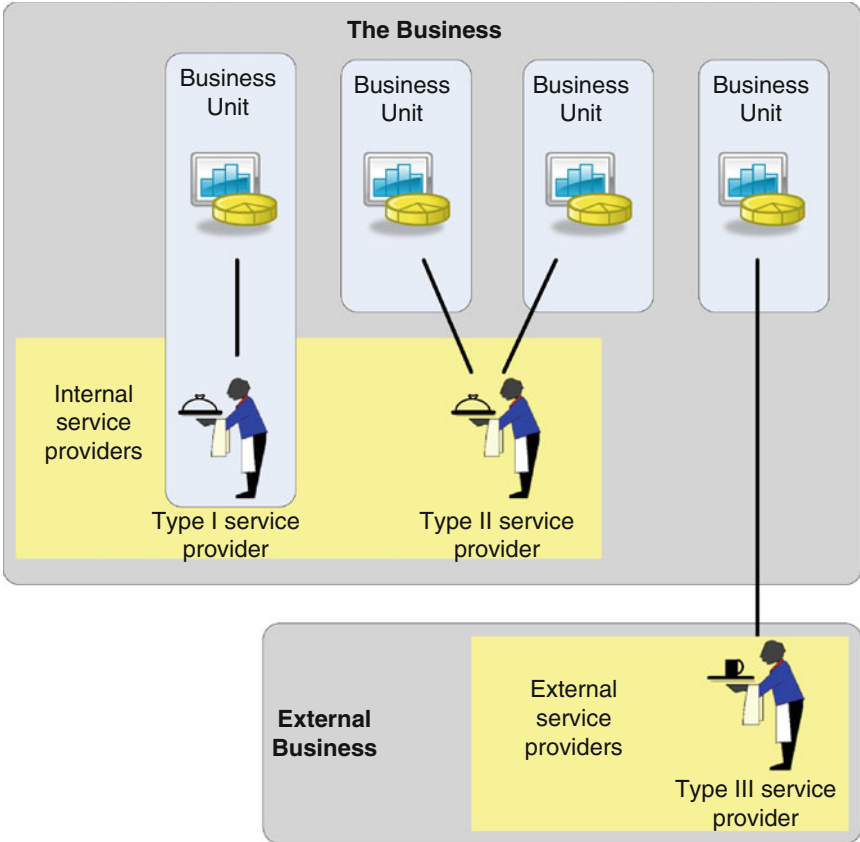 The Business
Business
Unit
Business
Unit
Business
Unit
Business
Unit
Internal
service
providers
Type I service
provider
Type II service
provider
External
Business
External
service
providers
Type III service
provider